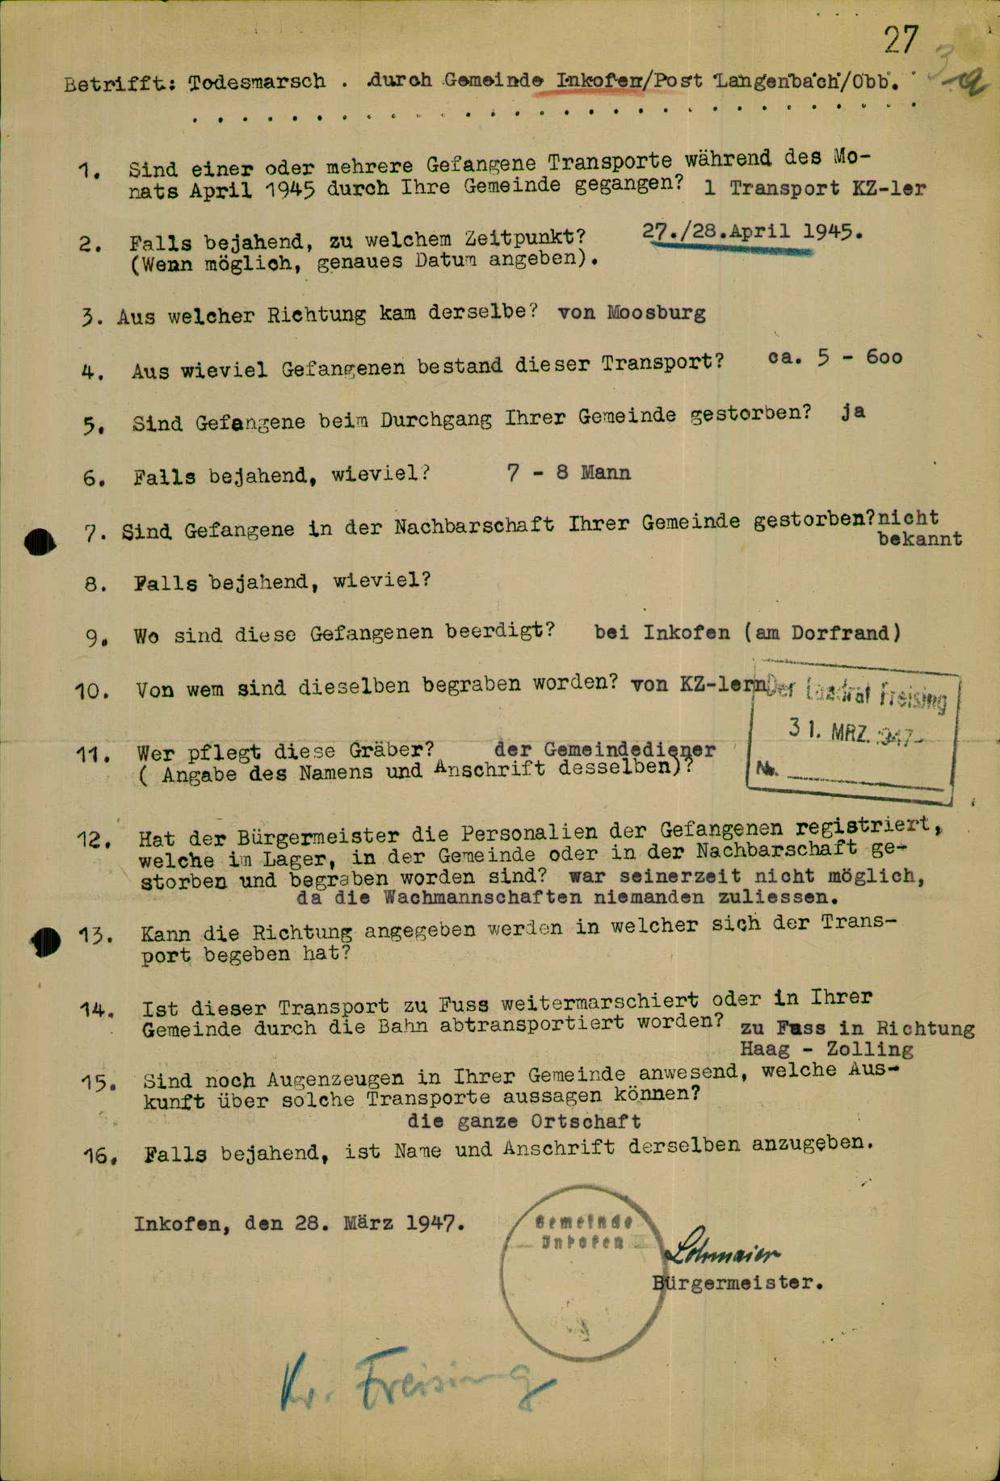 27
3a
Betrifft: Todesmarsch . durch Gemeinde Inkofen/Post Langenbach/Obb.
1. Sind einer oder mehrere Gefangene Transporte während des Mo-
nats April 1945 durch Ihre Gemeinde gegangen? 1 Transport KZ-ler
2. Falls bejahend, zu welchem Zeitpunkt? 27./28.April 1945.
(Wenn möglich, genaues Datum angeben).
3. Aus welcher Richtung kam derselbe? von Moosburg
4. Aus wieviel Gefangenen bestand dieser Transport? ca. 5 - 6oo
5. Sind Gefangene beim Durchgang Ihrer Gemeinde gestorben? ja
6. Falls bejahend, wieviel? 7 - 8 Mann
7. Sind Gefangene in der Nachbarschaft Ihrer Gemeinde gestorben?nicht
bekannt
8. Falls bejahend, wieviel?
9. Wo sind diese Gefangenen beerdigt? bei Inkofen (am Dorfrand)
10. Von wem sind dieselben begraben worden? von KZ-lern
Der Landrat Freising
31. MRZ. 1947
Nr.
11. Wer pflegt diese Gräber? der Gemeindediener
( Angabe des Namens und Anschrift desselben)?
12. Hat der Bürgermeister die Personalien der Gefangenen registriert,
welche im Lager, in der Gemeinde oder in der Nachbarschaft ge-
storben und begraben worden sind? war seinerzeit nicht möglich,
da die Wachmannschaften niemanden zuliessen.
13. Kann die Richtung angegeben werden in welcher sich der Trans-
port begeben hat?
14. Ist dieser Transport zu Fuss weitermarschiert oder in Ihrer
Gemeinde durch die Bahn abtransportiert worden? zu Fuss in Richtung
Haag - Zolling
15. Sind noch Augenzeugen in Ihrer Gemeinde anwesend, welche Aus-
kunft über solche Transporte aussagen können?
die ganze Ortschaft
16. Falls bejahend, ist Name und Anschrift derselben anzugeben.
Inkofen, den 28. März 1947.
Gemeinde
Inkofen
Lohmaier
Bürgermeister.
Kr. Freising